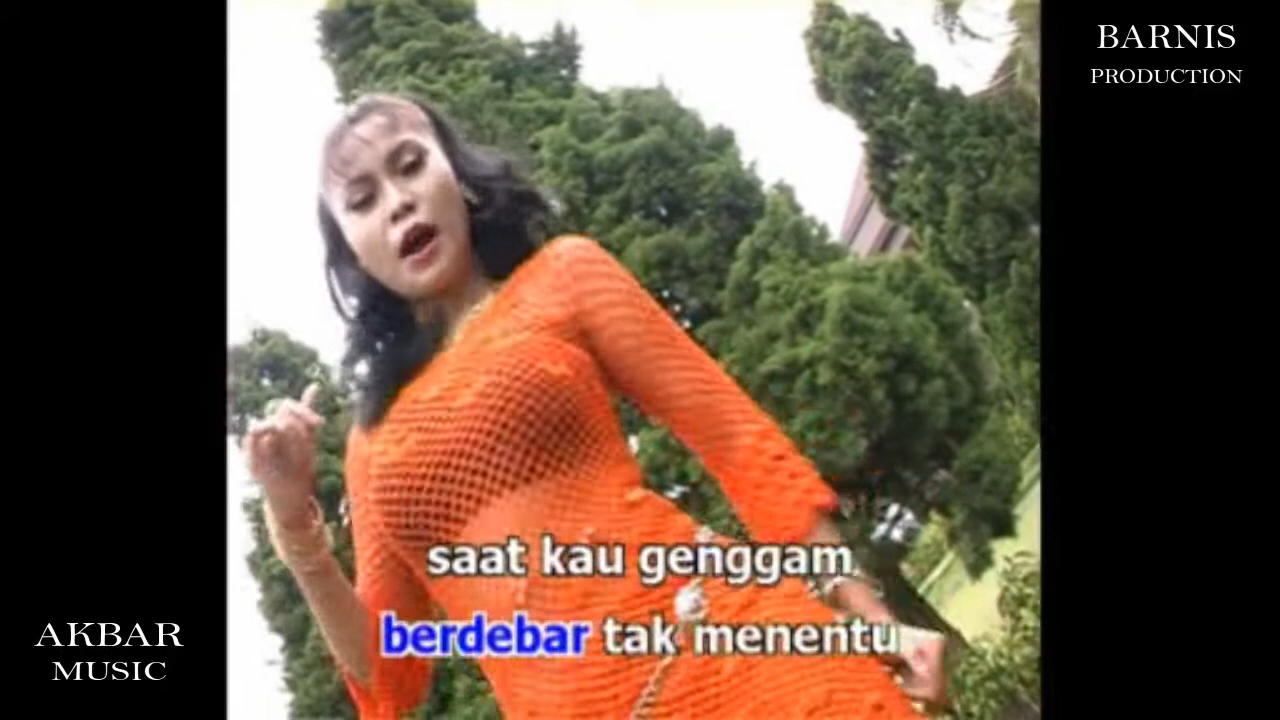 BARNIS
PRODUCTION
saat kau genggam
berdebar tak menentu
AKBAR
MUSIC